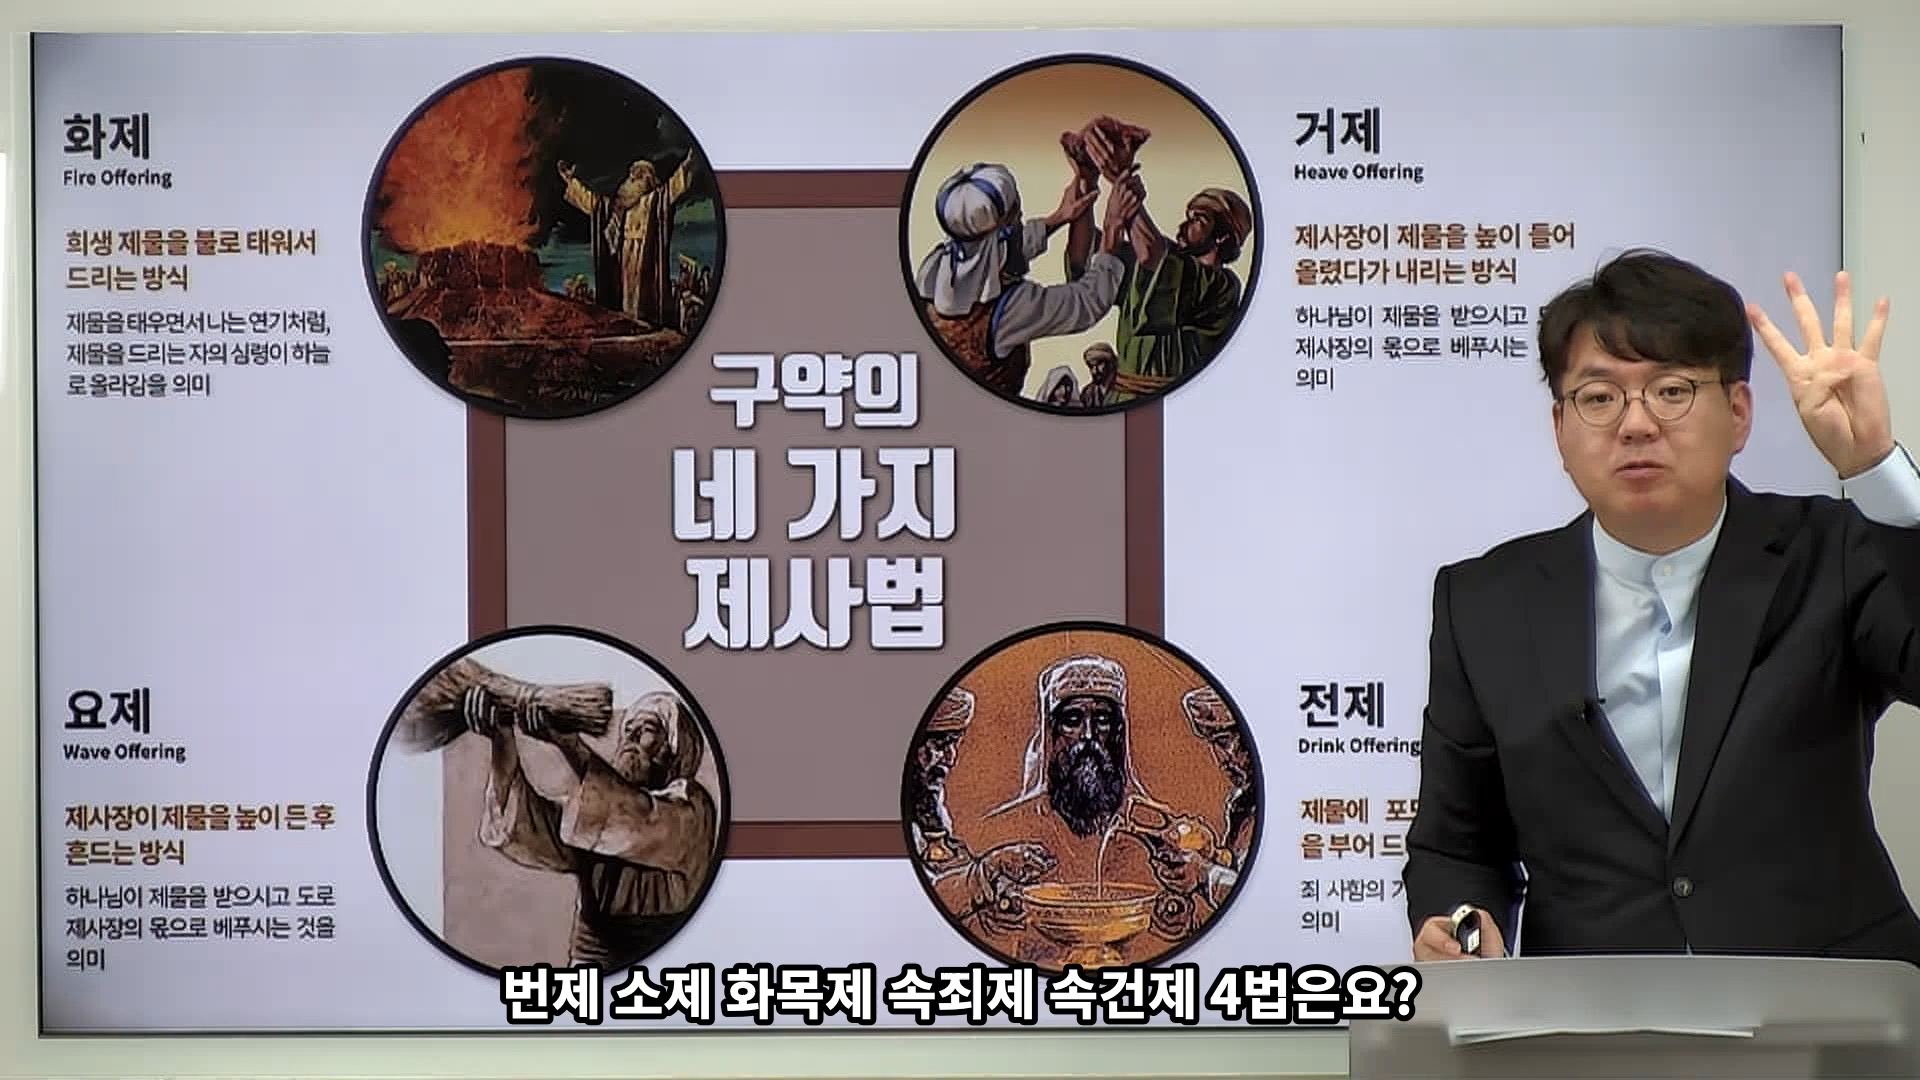 화제
Fire Offering
희생 제물을 불로 태워서
드리는 방식
제물을 태우면서 나는 연기처럼,
제물을 드리는 자의 심령이 하늘
로 올라감을 의미
거제
Heave Offering
제사장이 제물을 높이 들어
올렸다가 내리는 방식
하나님이 제물을 받으시고
제사장의 몫으로 베푸시는
의미
구약의
네 가지
제사법
요제
Wave Offering
제사장이 제물을 높이 든 후
흔드는 방식
하나님이 제물을 받으시고 도로
제사장의 몫으로 베푸시는 것을
의미
전제
Drink Offering
제물에
을 부어
죄 사함의
의미
번제 소제 화목제 속죄제 속건제 4법은요?